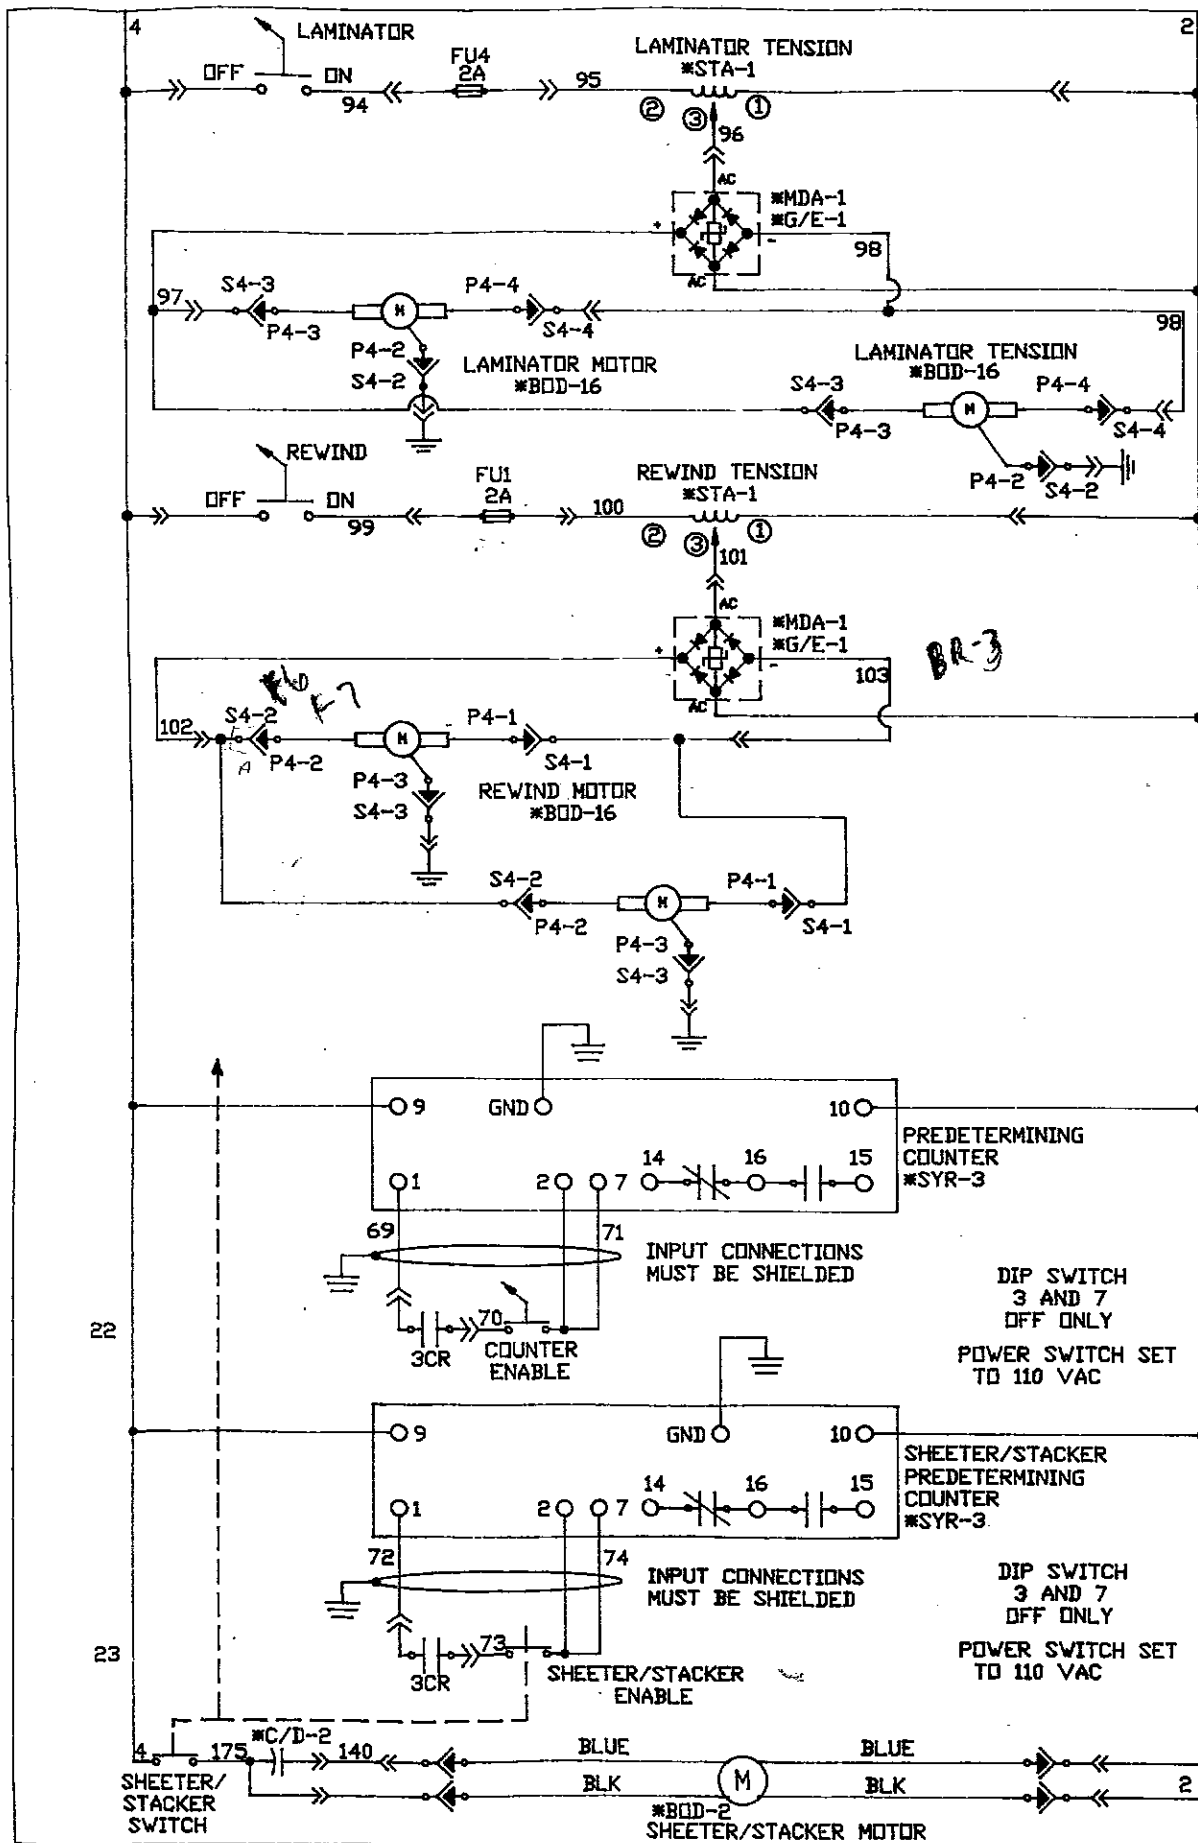 4
2
LAMINATOR
OFF
ON
94
FU4
2A
95
LAMINATOR TENSION
*STA-1
② ③ ①
96
AC
*MDA-1
*G/E-1
+
-
98
AC
97
S4-3
P4-3
M
P4-4
S4-4
98
P4-2
S4-2
LAMINATOR MOTOR
*BOD-16
LAMINATOR TENSION
*BOD-16
S4-3
P4-3
M
P4-4
S4-4
P4-2
S4-2
REWIND
OFF
ON
99
FU1
2A
100
REWIND TENSION
*STA-1
② ③ ①
101
AC
*MDA-1
*G/E-1
+
-
103
BR-3
AC
F-7
102
S4-2
A
P4-2
M
P4-1
S4-1
P4-3
S4-3
REWIND MOTOR
*BOD-16
S4-2
P4-2
M
P4-1
S4-1
P4-3
S4-3
9
GND
10
PREDETERMINING
COUNTER
*SYR-3
1
2
7
14
16
15
69
71
INPUT CONNECTIONS
MUST BE SHIELDED
DIP SWITCH
3 AND 7
OFF ONLY
22
3CR
70
COUNTER
ENABLE
POWER SWITCH SET
TO 110 VAC
9
GND
10
SHEETER/STACKER
PREDETERMINING
COUNTER
*SYR-3
1
2
7
14
16
15
72
74
INPUT CONNECTIONS
MUST BE SHIELDED
DIP SWITCH
3 AND 7
OFF ONLY
23
3CR
73
SHEETER/STACKER
ENABLE
POWER SWITCH SET
TO 110 VAC
4
175
*C/D-2
140
BLUE
BLUE
SHEETER/
STACKER
SWITCH
BLK
M
BLK
2
*BOD-2
SHEETER/STACKER MOTOR